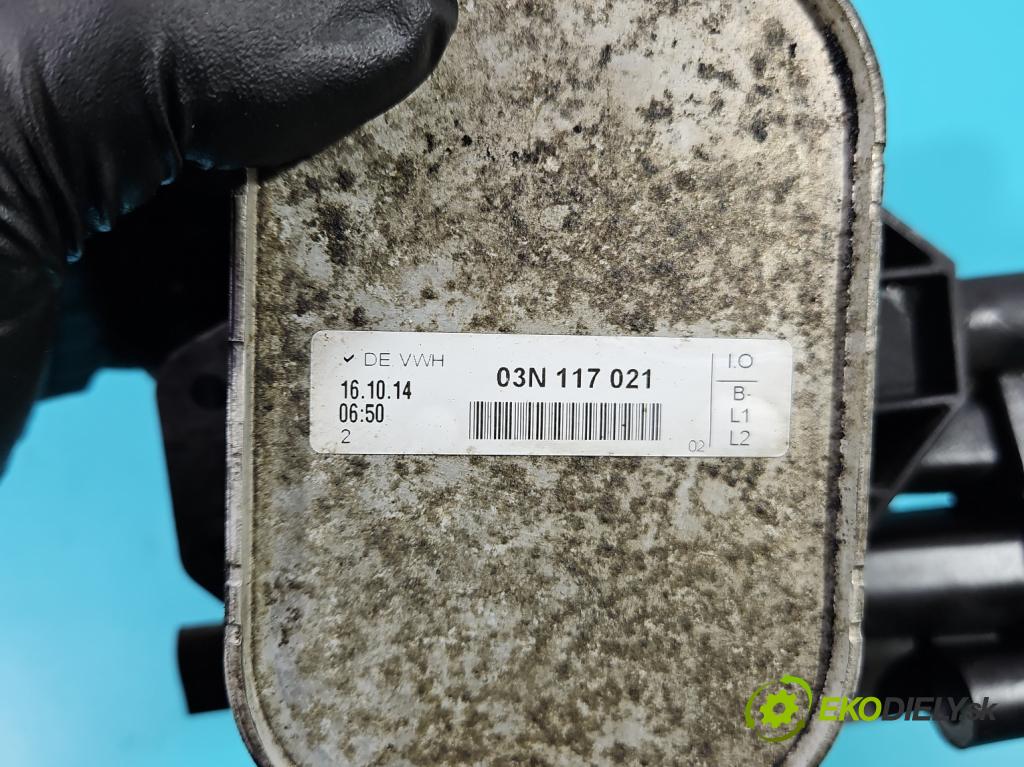 ✓ DE. VWH
16.10.14
06:50
2
03N 117 021
02
I.O
B-
L1
L2
EKODIELY.sk